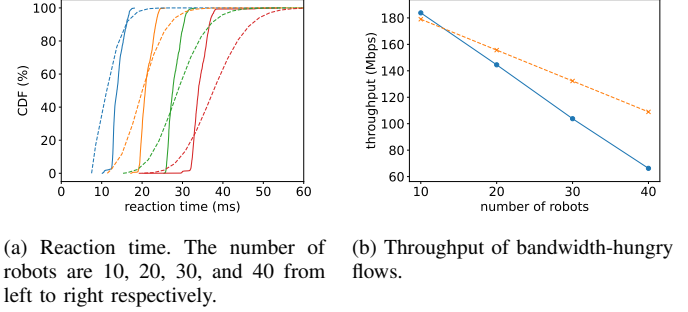 100
80
60
40
20
0
CDF (%)
0 10 20 30 40 50 60
reaction time (ms)
180
160
140
120
100
80
60
throughput (Mbps)
10 20 30 40
number of robots
(a) Reaction time. The number of
robots are 10, 20, 30, and 40 from
left to right respectively.
(b) Throughput of bandwidth-hungry
flows.